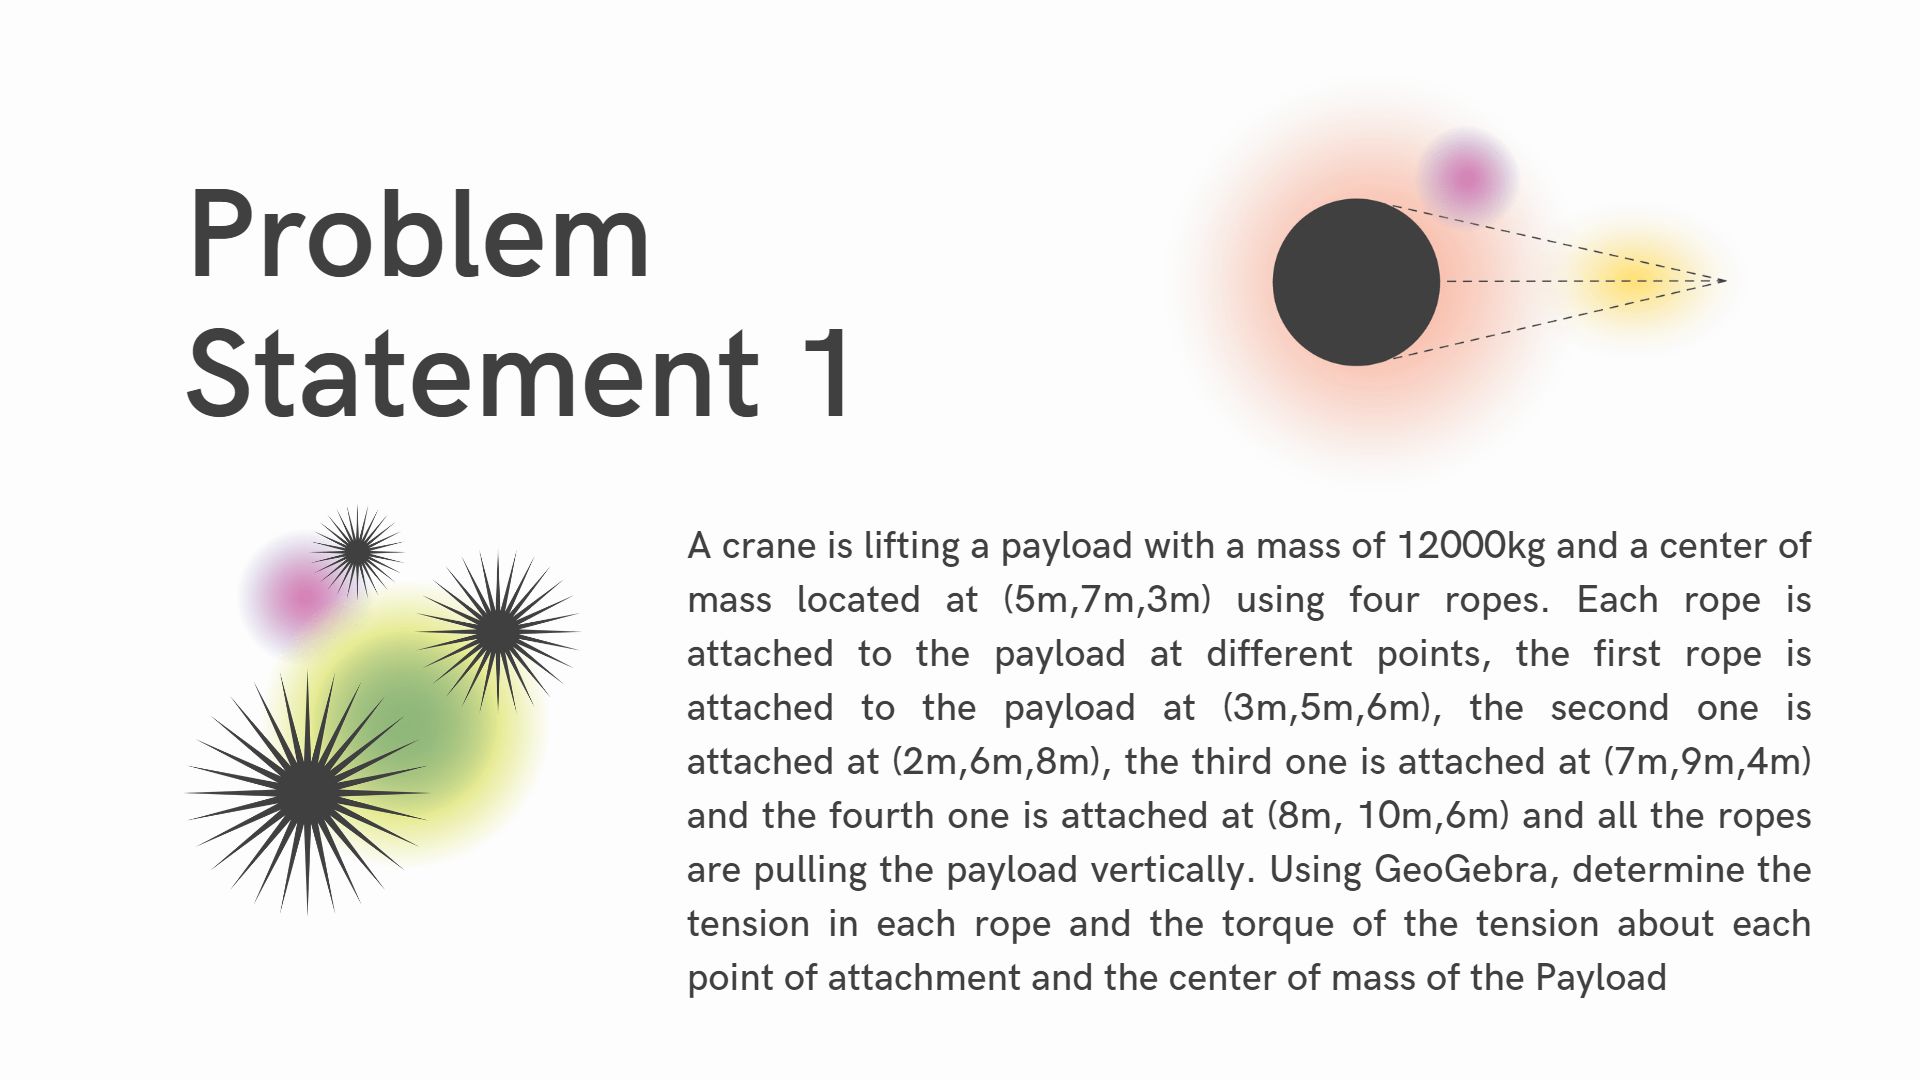 Problem
Statement 1
A crane is lifting a payload with a mass of 12000kg and a center of
mass located at (5m,7m,3m) using four ropes. Each rope is
attached to the payload at different points, the first rope is
attached to the payload at (3m,5m,6m), the second one is
attached at (2m,6m,8m), the third one is attached at (7m,9m,4m)
and the fourth one is attached at (8m, 10m,6m) and all the ropes
are pulling the payload vertically. Using GeoGebra, determine the
tension in each rope and the torque of the tension about each
point of attachment and the center of mass of the Payload